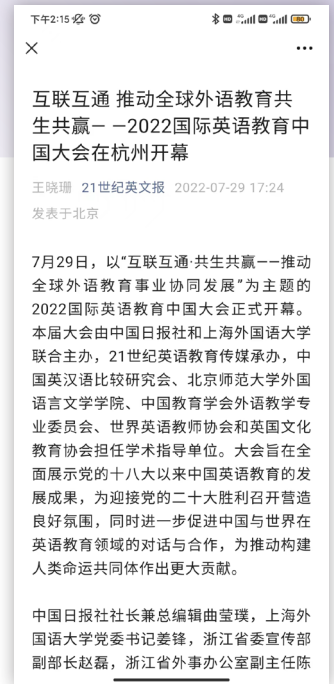 下午2:15
80
互联互通 推动全球外语教育共
生共赢— —2022国际英语教育中
国大会在杭州开幕
王晓珊 21世纪英文报 2022-07-29 17:24
发表于北京
7月29日，以“互联互通·共生共赢——推动
全球外语教育事业协同发展”为主题的
2022国际英语教育中国大会正式开幕。
本届大会由中国日报社和上海外国语大学
联合主办，21世纪英语教育传媒承办，中
国英汉语比较研究会、北京师范大学外国
语言文学学院、中国教育学会外语教学专
业委员会、世界英语教师协会和英国文化
教育协会担任学术指导单位。大会旨在全
面展示党的十八大以来中国英语教育的发
展成果，为迎接党的二十大胜利召开营造
良好氛围，同时进一步促进中国与世界在
英语教育领域的对话与合作，为推动构建
人类命运共同体作出更大贡献。
中国日报社社长兼总编辑曲莹璞，上海外
国语大学党委书记姜锋，浙江省委宣传部
副部长赵磊，浙江省外事办公室副主任陈